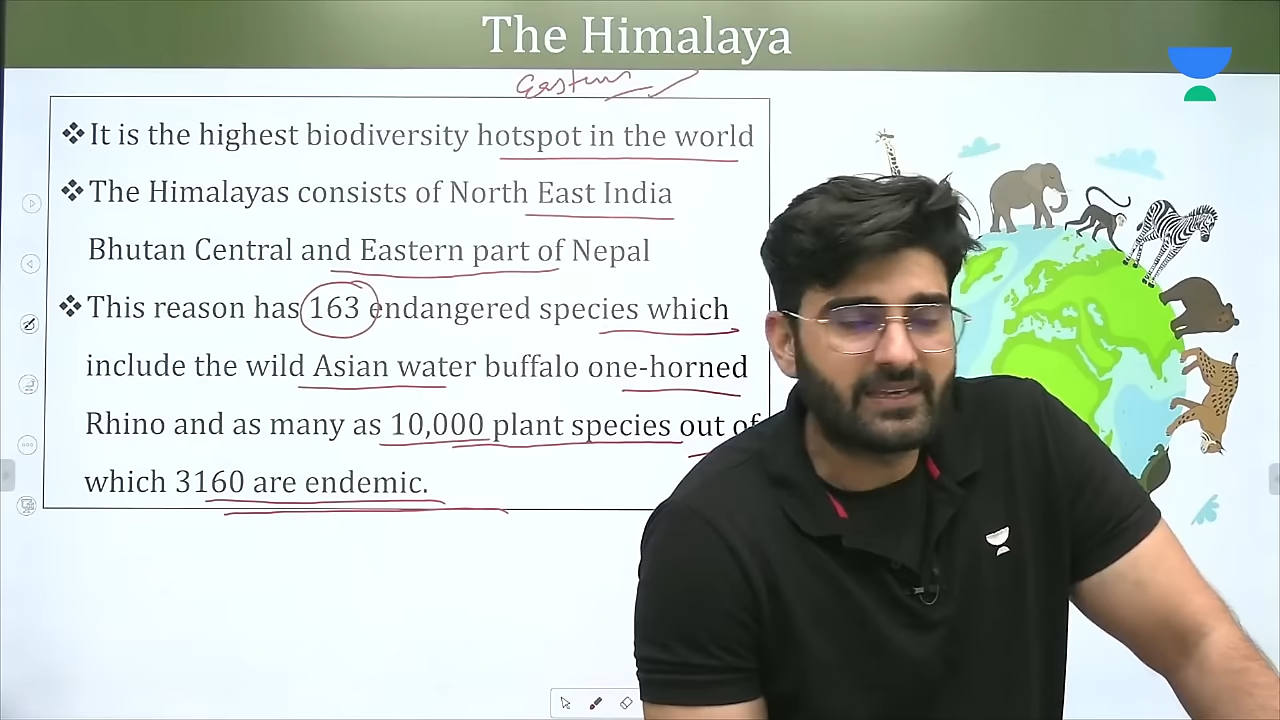 The Himalaya
Eastern
❖It is the highest biodiversity hotspot in the world
❖The Himalayas consists of North East India
Bhutan Central and Eastern part of Nepal
❖This reason has 163 endangered species which
include the wild Asian water buffalo one-horned
Rhino and as many as 10,000 plant species out of
which 3160 are endemic.